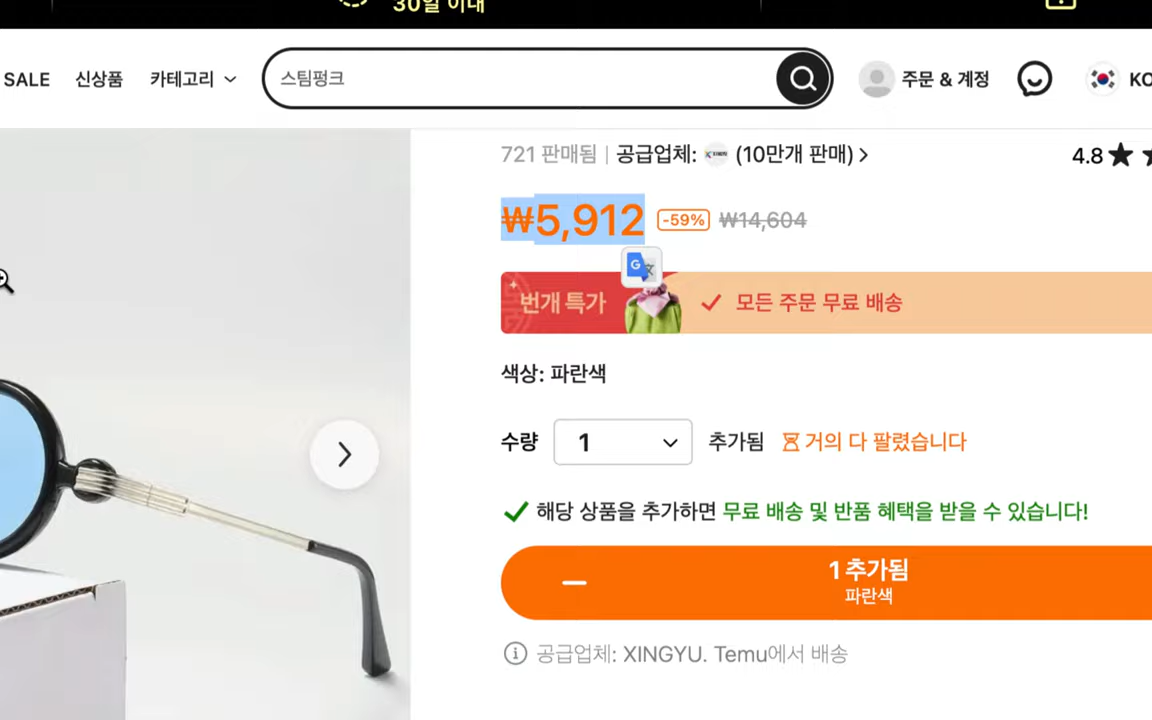 30일 이내
SALE 신상품 카테고리 스팀펑크 주문 & 계정 KO
721 판매됨 | 공급업체: (10만개 판매) 4.8
₩5,912 -59% ₩14,604
번개 특가 모든 주문 무료 배송
색상: 파란색
수량 1 추가됨 거의 다 팔렸습니다
해당 상품을 추가하면 무료 배송 및 반품 혜택을 받을 수 있습니다!
1 추가됨
파란색
공급업체: XINGYU. Temu에서 배송